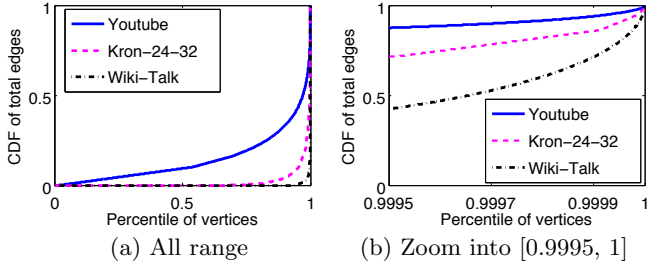 CDF of total edges
1
0.5
0
Youtube
Kron−24−32
Wiki−Talk
0 0.5 1
Percentile of vertices
(a) All range
CDF of total edges
1
0.5
0
Youtube
Kron−24−32
Wiki−Talk
0.9995 0.9997 0.9999 1
Percentile of vertices
(b) Zoom into [0.9995, 1]